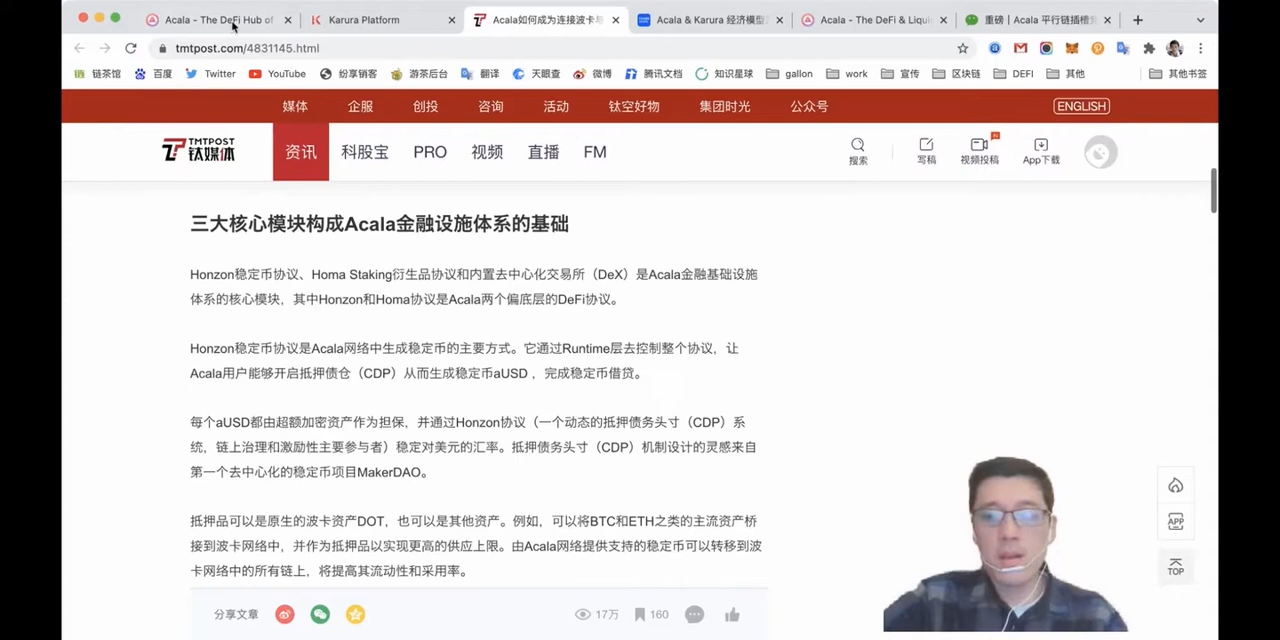 Acala - The DeFi Hub of
Karura Platform
Acala如何成为连接波卡与
Acala & Karura 经济模型
Acala - The DeFi & Liqui
重磅｜Acala 平行链插槽
tmtpost.com/4831145.html
链茶馆
百度
Twitter
YouTube
纷享销客
游茶后台
翻译
天眼查
微博
腾讯文档
知识星球
gallon
work
宣传
区块链
DEFI
其他
其他书签
媒体
企服
创投
咨询
活动
钛空好物
集团时光
公众号
ENGLISH
TMTPOST
钛媒体
资讯
科股宝
PRO
视频
直播
FM
搜索
写稿
视频投稿
App下载
三大核心模块构成Acala金融设施体系的基础
Honzon稳定币协议、Homa Staking衍生品协议和内置去中心化交易所（DeX）是Acala金融基础设施
体系的核心模块，其中Honzon和Homa协议是Acala两个偏底层的DeFi协议。
Honzon稳定币协议是Acala网络中生成稳定币的主要方式。它通过Runtime层去控制整个协议，让
Acala用户能够开启抵押债仓（CDP）从而生成稳定币aUSD ，完成稳定币借贷。
每个aUSD都由超额加密资产作为担保，并通过Honzon协议（一个动态的抵押债务头寸（CDP）系
统，链上治理和激励性主要参与者）稳定对美元的汇率。抵押债务头寸（CDP）机制设计的灵感来自
第一个去中心化的稳定币项目MakerDAO。
抵押品可以是原生的波卡资产DOT，也可以是其他资产。例如，可以将BTC和ETH之类的主流资产桥
接到波卡网络中，并作为抵押品以实现更高的供应上限。由Acala网络提供支持的稳定币可以转移到波
卡网络中的所有链上，将提高其流动性和采用率。
APP
TOP
分享文章
17万
160